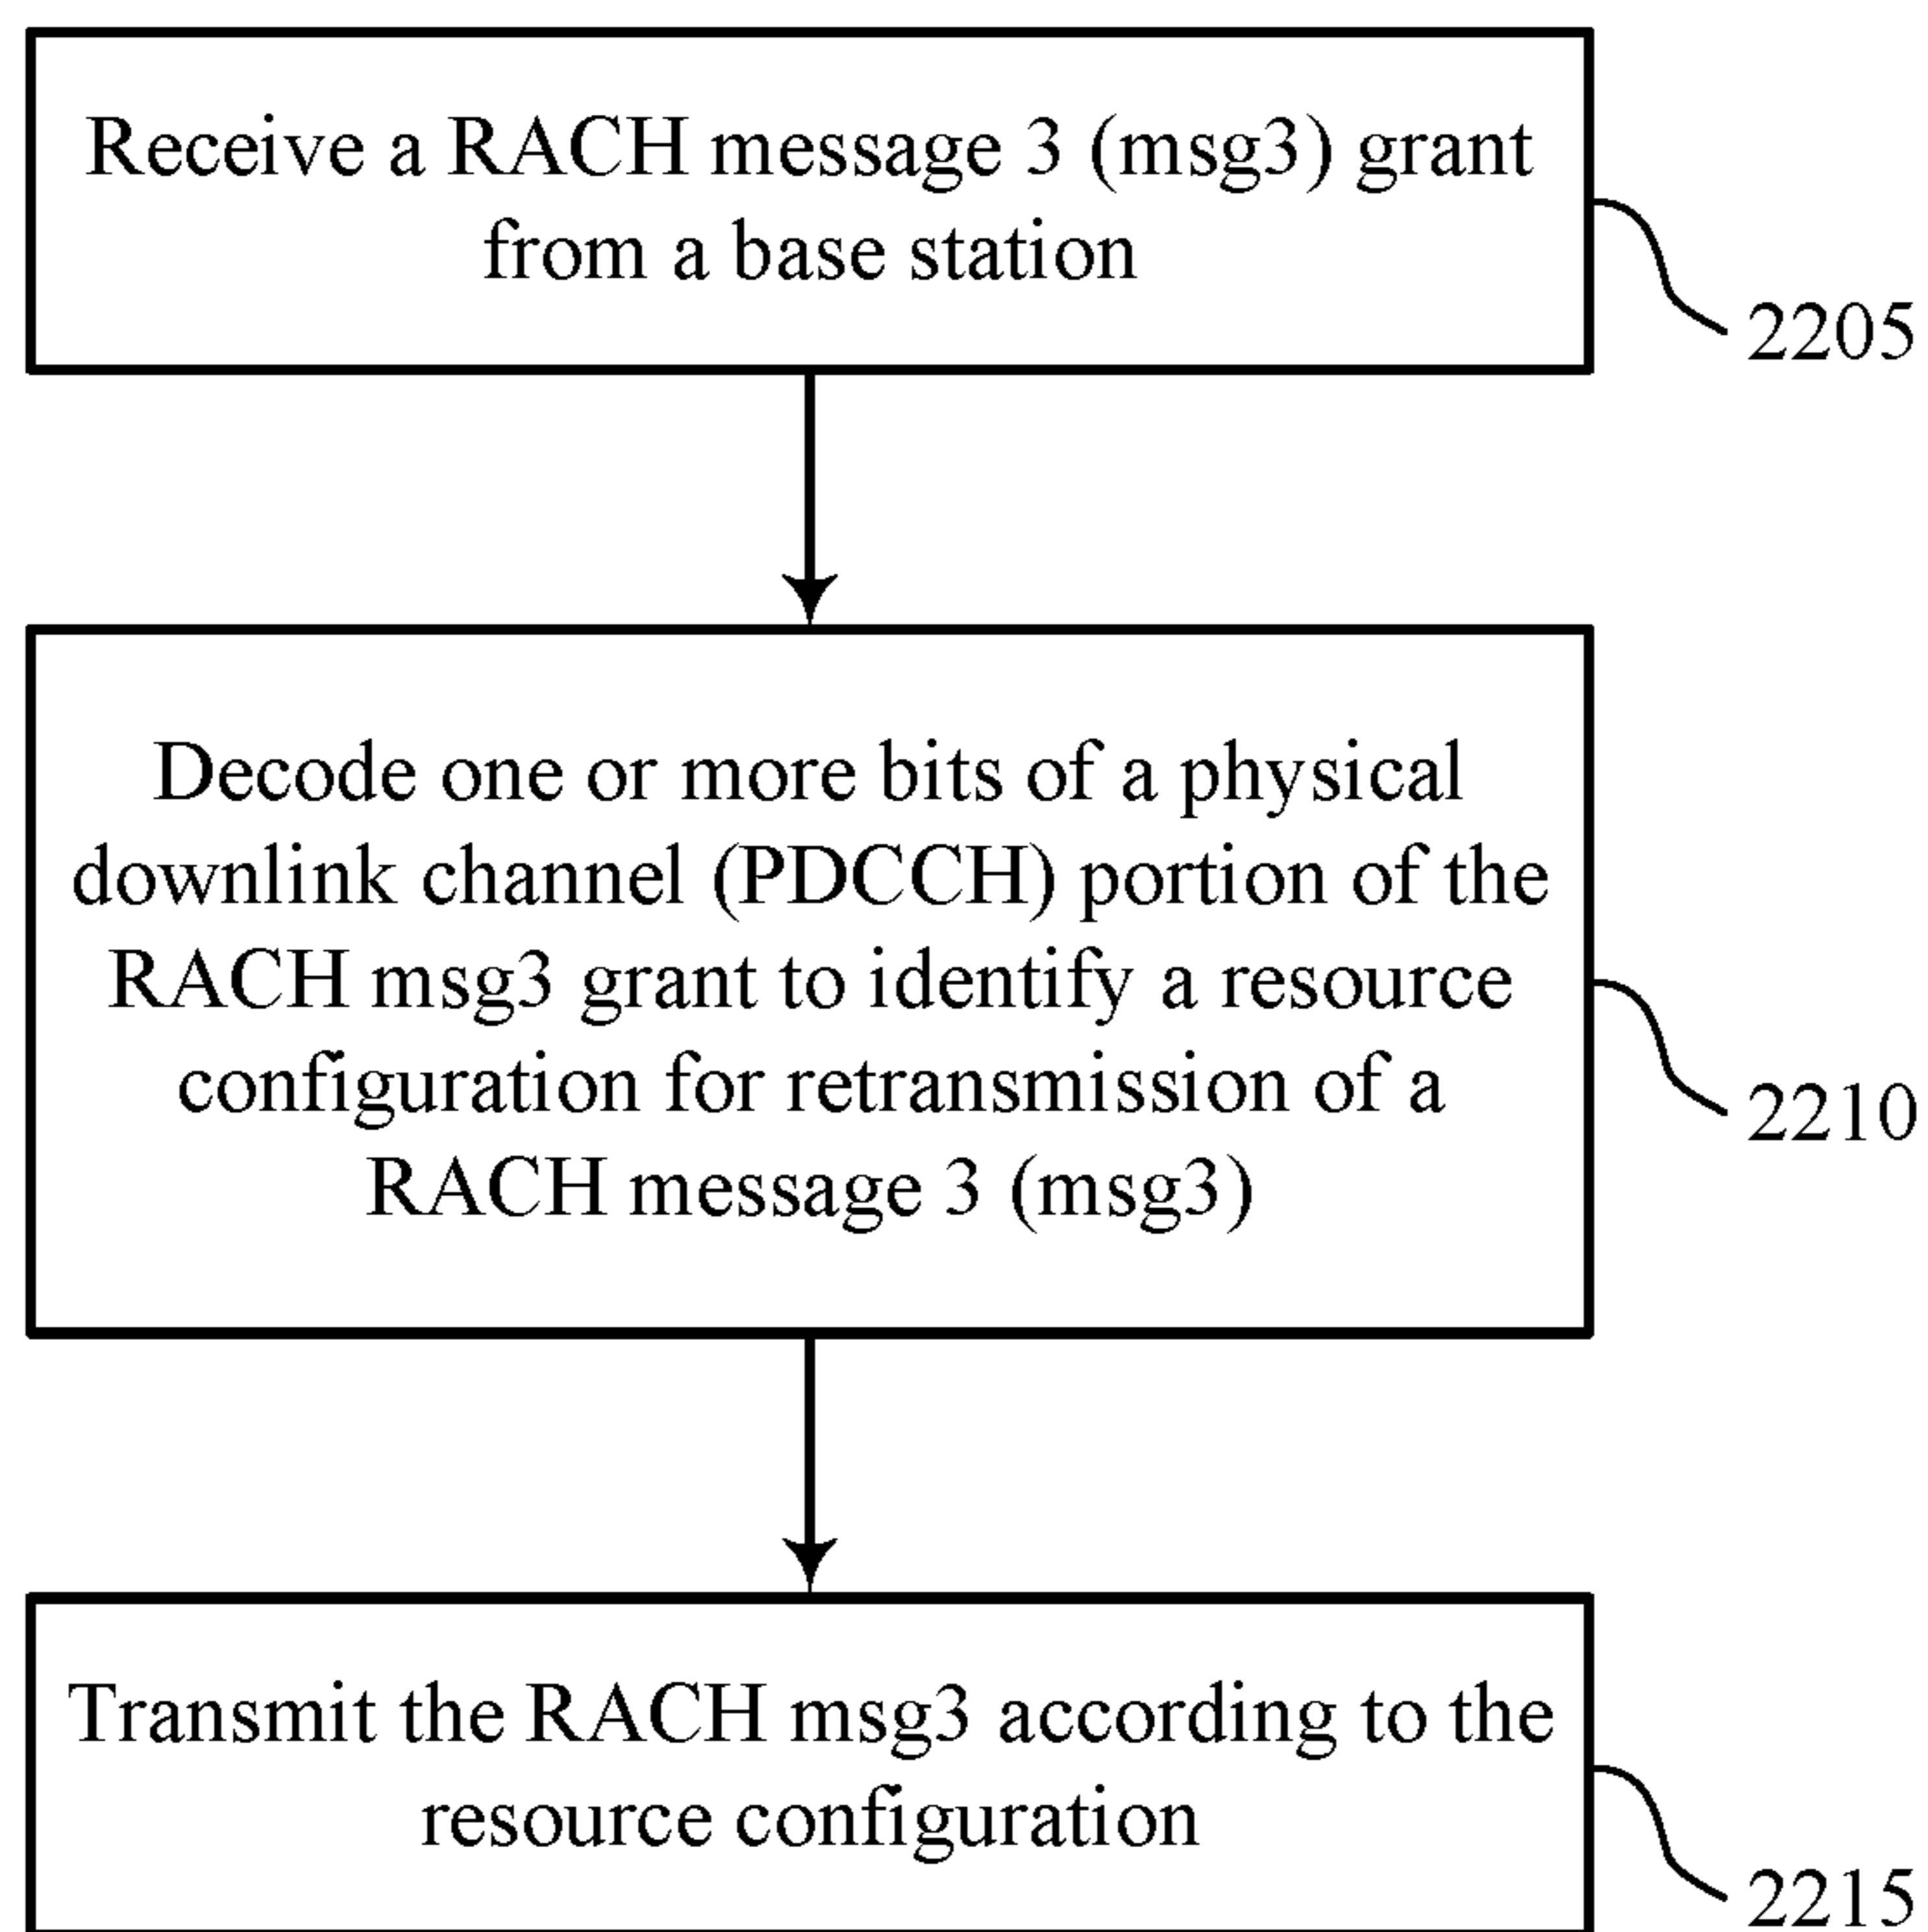 Receive a RACH message 3 (msg3) grant
from a base station
2205
Decode one or more bits of a physical
downlink channel (PDCCH) portion of the
RACH msg3 grant to identify a resource
configuration for retransmission of a
RACH message 3 (msg3)
2210
Transmit the RACH msg3 according to the
resource configuration
2215